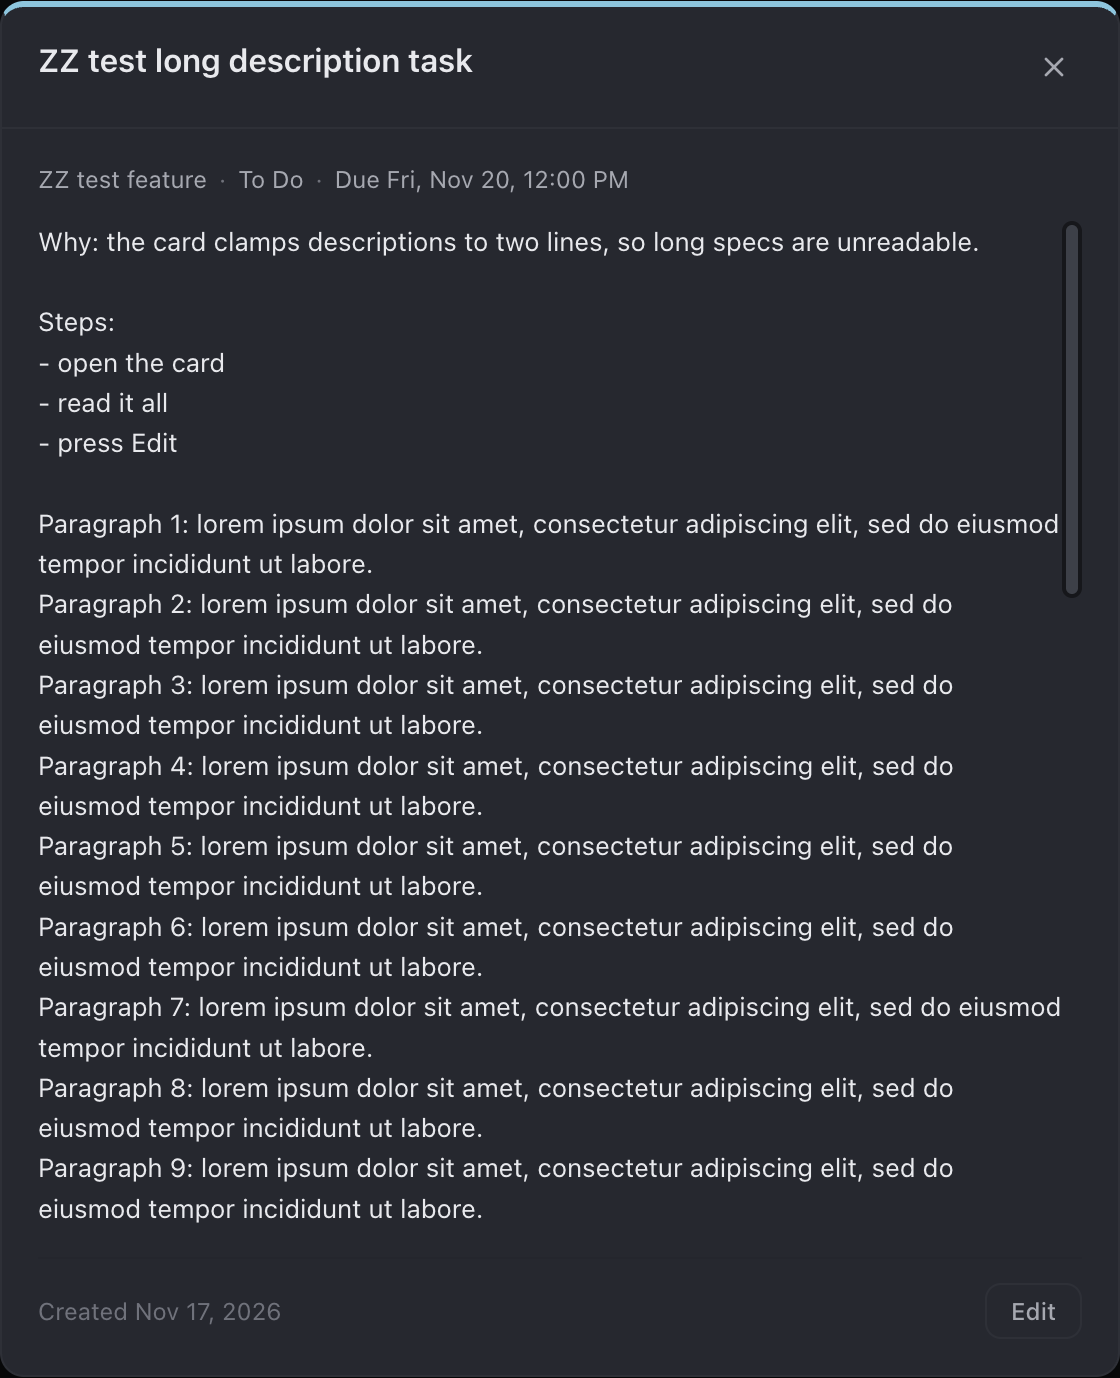 ZZ test long description task
ZZ test feature · To Do · Due Fri, Nov 20, 12:00 PM
Why: the card clamps descriptions to two lines, so long specs are unreadable.
Steps:
- open the card
- read it all
- press Edit
Paragraph 1: lorem ipsum dolor sit amet, consectetur adipiscing elit, sed do eiusmod
tempor incididunt ut labore.
Paragraph 2: lorem ipsum dolor sit amet, consectetur adipiscing elit, sed do
eiusmod tempor incididunt ut labore.
Paragraph 3: lorem ipsum dolor sit amet, consectetur adipiscing elit, sed do
eiusmod tempor incididunt ut labore.
Paragraph 4: lorem ipsum dolor sit amet, consectetur adipiscing elit, sed do
eiusmod tempor incididunt ut labore.
Paragraph 5: lorem ipsum dolor sit amet, consectetur adipiscing elit, sed do
eiusmod tempor incididunt ut labore.
Paragraph 6: lorem ipsum dolor sit amet, consectetur adipiscing elit, sed do
eiusmod tempor incididunt ut labore.
Paragraph 7: lorem ipsum dolor sit amet, consectetur adipiscing elit, sed do eiusmod
tempor incididunt ut labore.
Paragraph 8: lorem ipsum dolor sit amet, consectetur adipiscing elit, sed do
eiusmod tempor incididunt ut labore.
Paragraph 9: lorem ipsum dolor sit amet, consectetur adipiscing elit, sed do
eiusmod tempor incididunt ut labore.
Created Nov 17, 2026
Edit